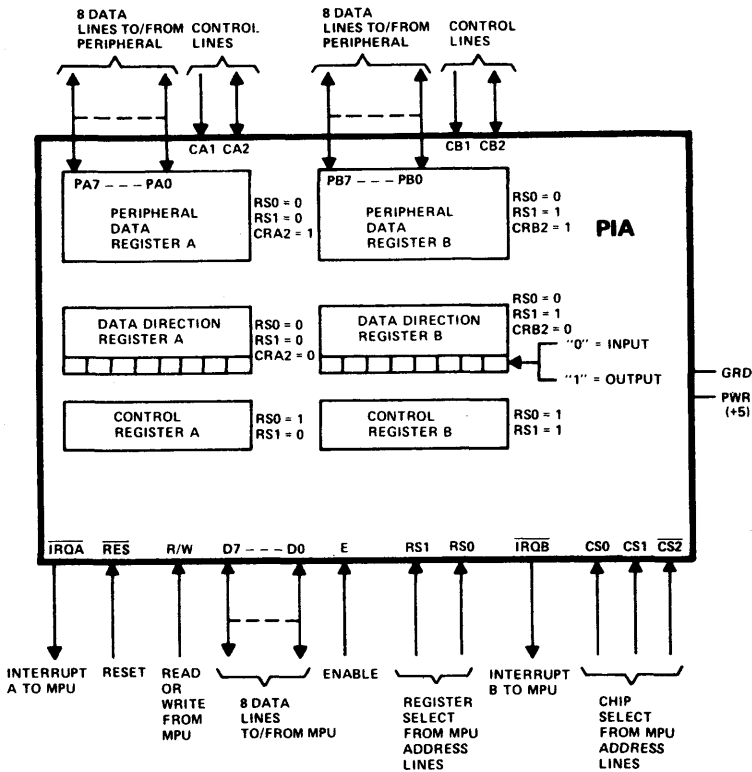 8 DATA
LINES TO/FROM
PERIPHERAL
CONTROL
LINES
8 DATA
LINES TO/FROM
PERIPHERAL
CONTROL
LINES
CA1 CA2
CB1 CB2
PA7 - - - PA0
PERIPHERAL
DATA
REGISTER A
RS0 = 0
RS1 = 0
CRA2 = 1
PB7 - - - PB0
PERIPHERAL
DATA
REGISTER B
RS0 = 0
RS1 = 1
CRB2 = 1
PIA
DATA DIRECTION
REGISTER A
RS0 = 0
RS1 = 0
CRA2 = 0
DATA DIRECTION
REGISTER B
RS0 = 0
RS1 = 1
CRB2 = 0
"0" = INPUT
"1" = OUTPUT
GRD
PWR
(+5)
CONTROL
REGISTER A
RS0 = 1
RS1 = 0
CONTROL
REGISTER B
RS0 = 1
RS1 = 1
IRQA RES R/W D7 - - - D0 E RS1 RS0 IRQB CS0 CS1 CS2
INTERRUPT
A TO MPU
RESET
READ
OR
WRITE
FROM
MPU
8 DATA
LINES
TO/FROM MPU
ENABLE
REGISTER
SELECT
FROM MPU
ADDRESS
LINES
INTERRUPT
B TO MPU
CHIP
SELECT
FROM MPU
ADDRESS
LINES